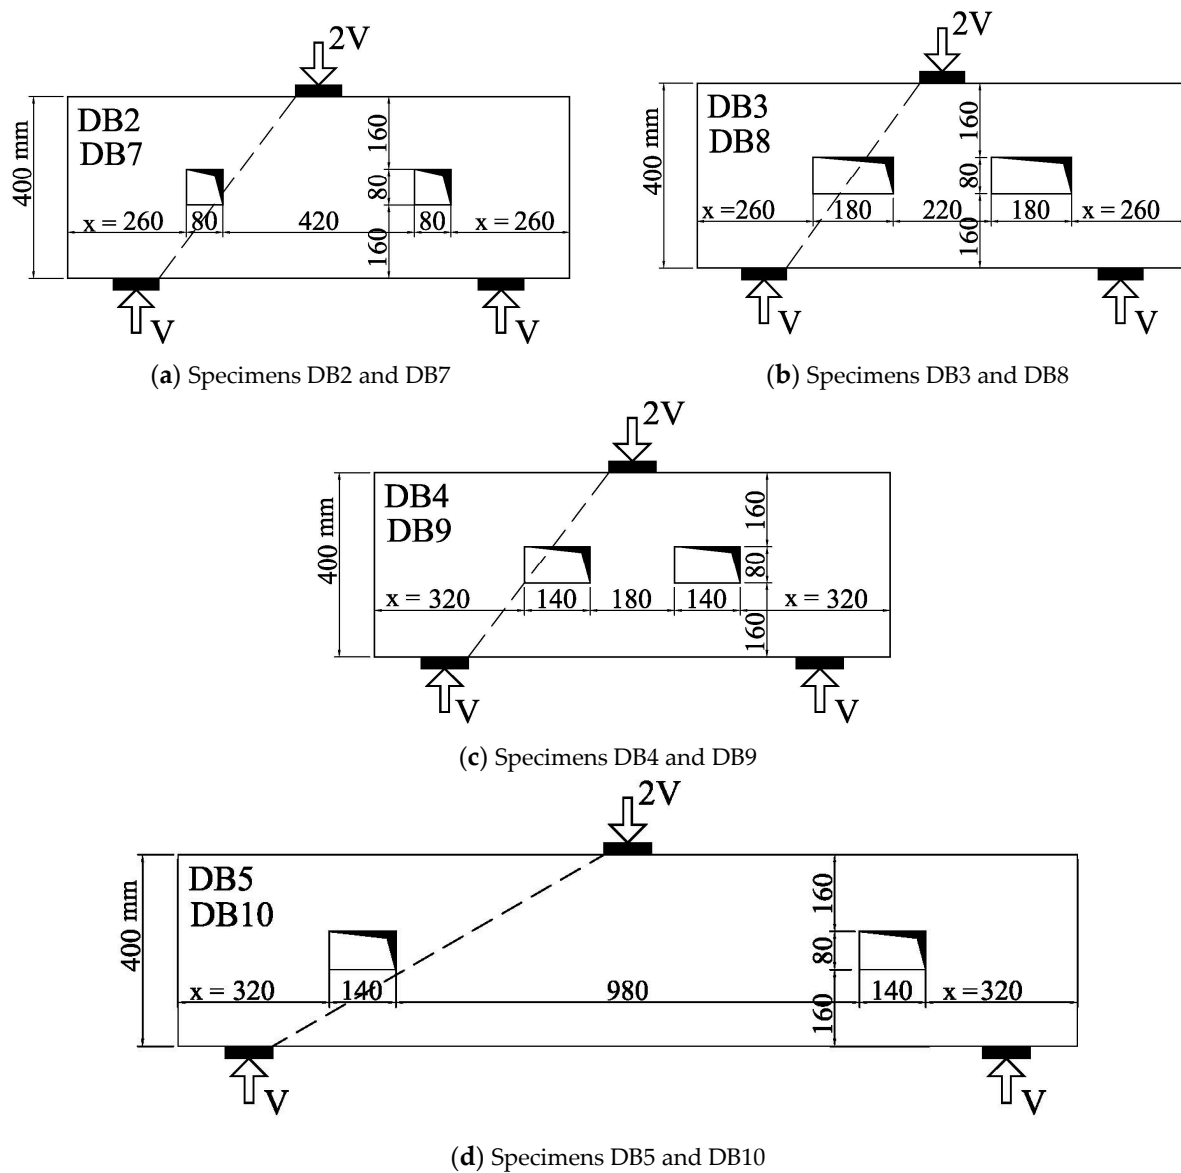 2V
DB2
DB7
400 mm
160
80
160
x = 260
80
420
80
x = 260
V
V
(a) Specimens DB2 and DB7
2V
DB3
DB8
400 mm
160
80
160
x =260
180
220
180
x = 260
V
V
(b) Specimens DB3 and DB8
2V
DB4
DB9
400 mm
160
80
160
x = 320
140
180
140
x = 320
V
V
(c) Specimens DB4 and DB9
2V
DB5
DB10
400 mm
160
80
160
x = 320
140
980
140
x =320
V
V
(d) Specimens DB5 and DB10